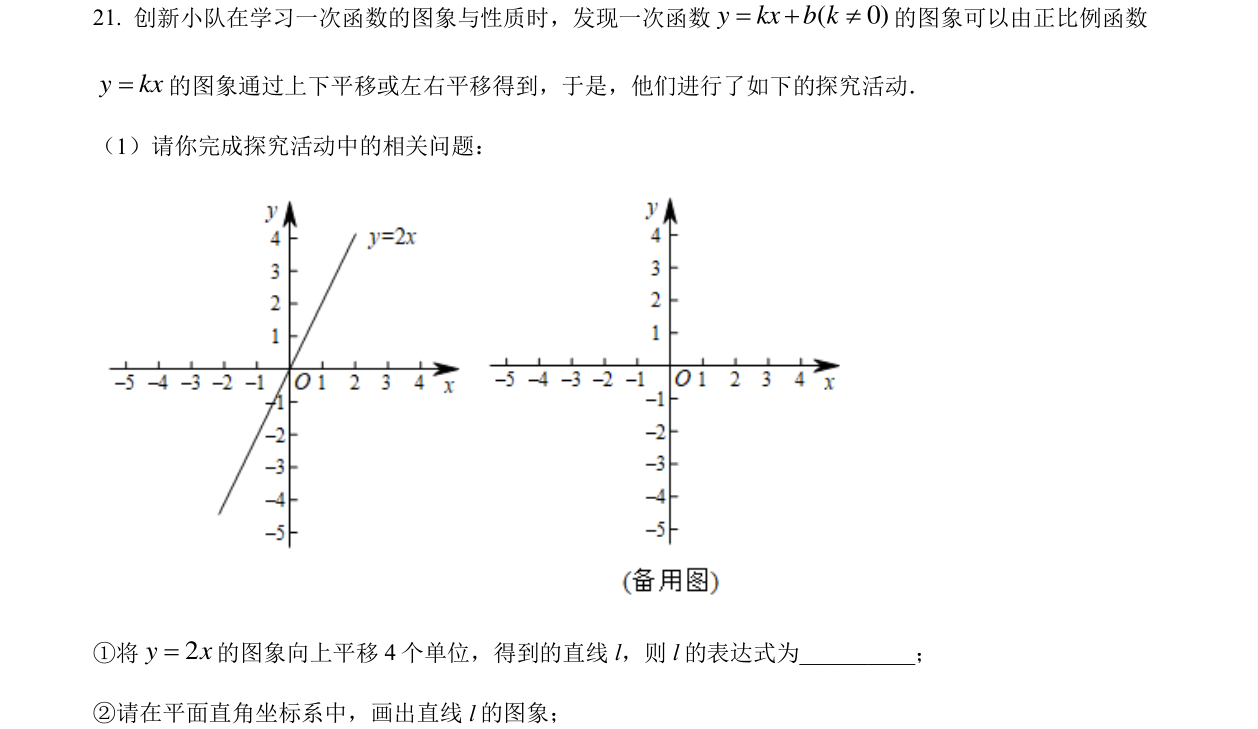 21. 创新小队在学习一次函数的图象与性质时，发现一次函数 y = kx + b(k ≠ 0) 的图象可以由正比例函数
y = kx 的图象通过上下平移或左右平移得到，于是，他们进行了如下的探究活动．
（1）请你完成探究活动中的相关问题：
y
4
3
2
1
y=2x
–5 –4 –3 –2 –1 O 1 2 3 4 x
–1
–2
–3
–4
–5
y
4
3
2
1
–5 –4 –3 –2 –1 O 1 2 3 4 x
–1
–2
–3
–4
–5
(备用图)
①将 y = 2x 的图象向上平移 4 个单位，得到的直线 l，则 l 的表达式为__________；
②请在平面直角坐标系中，画出直线 l 的图象；